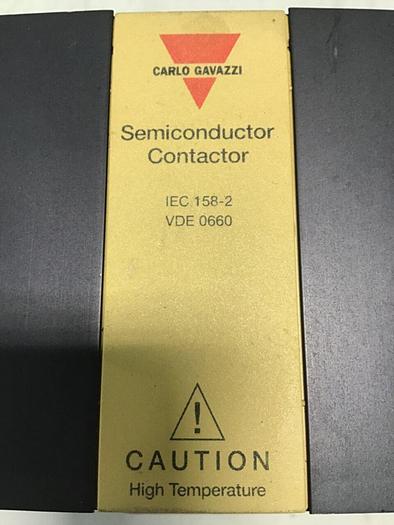 CARLO GAVAZZI
Semiconductor
Contactor
IEC 158-2
VDE 0660
!
CAUTION
High Temperature